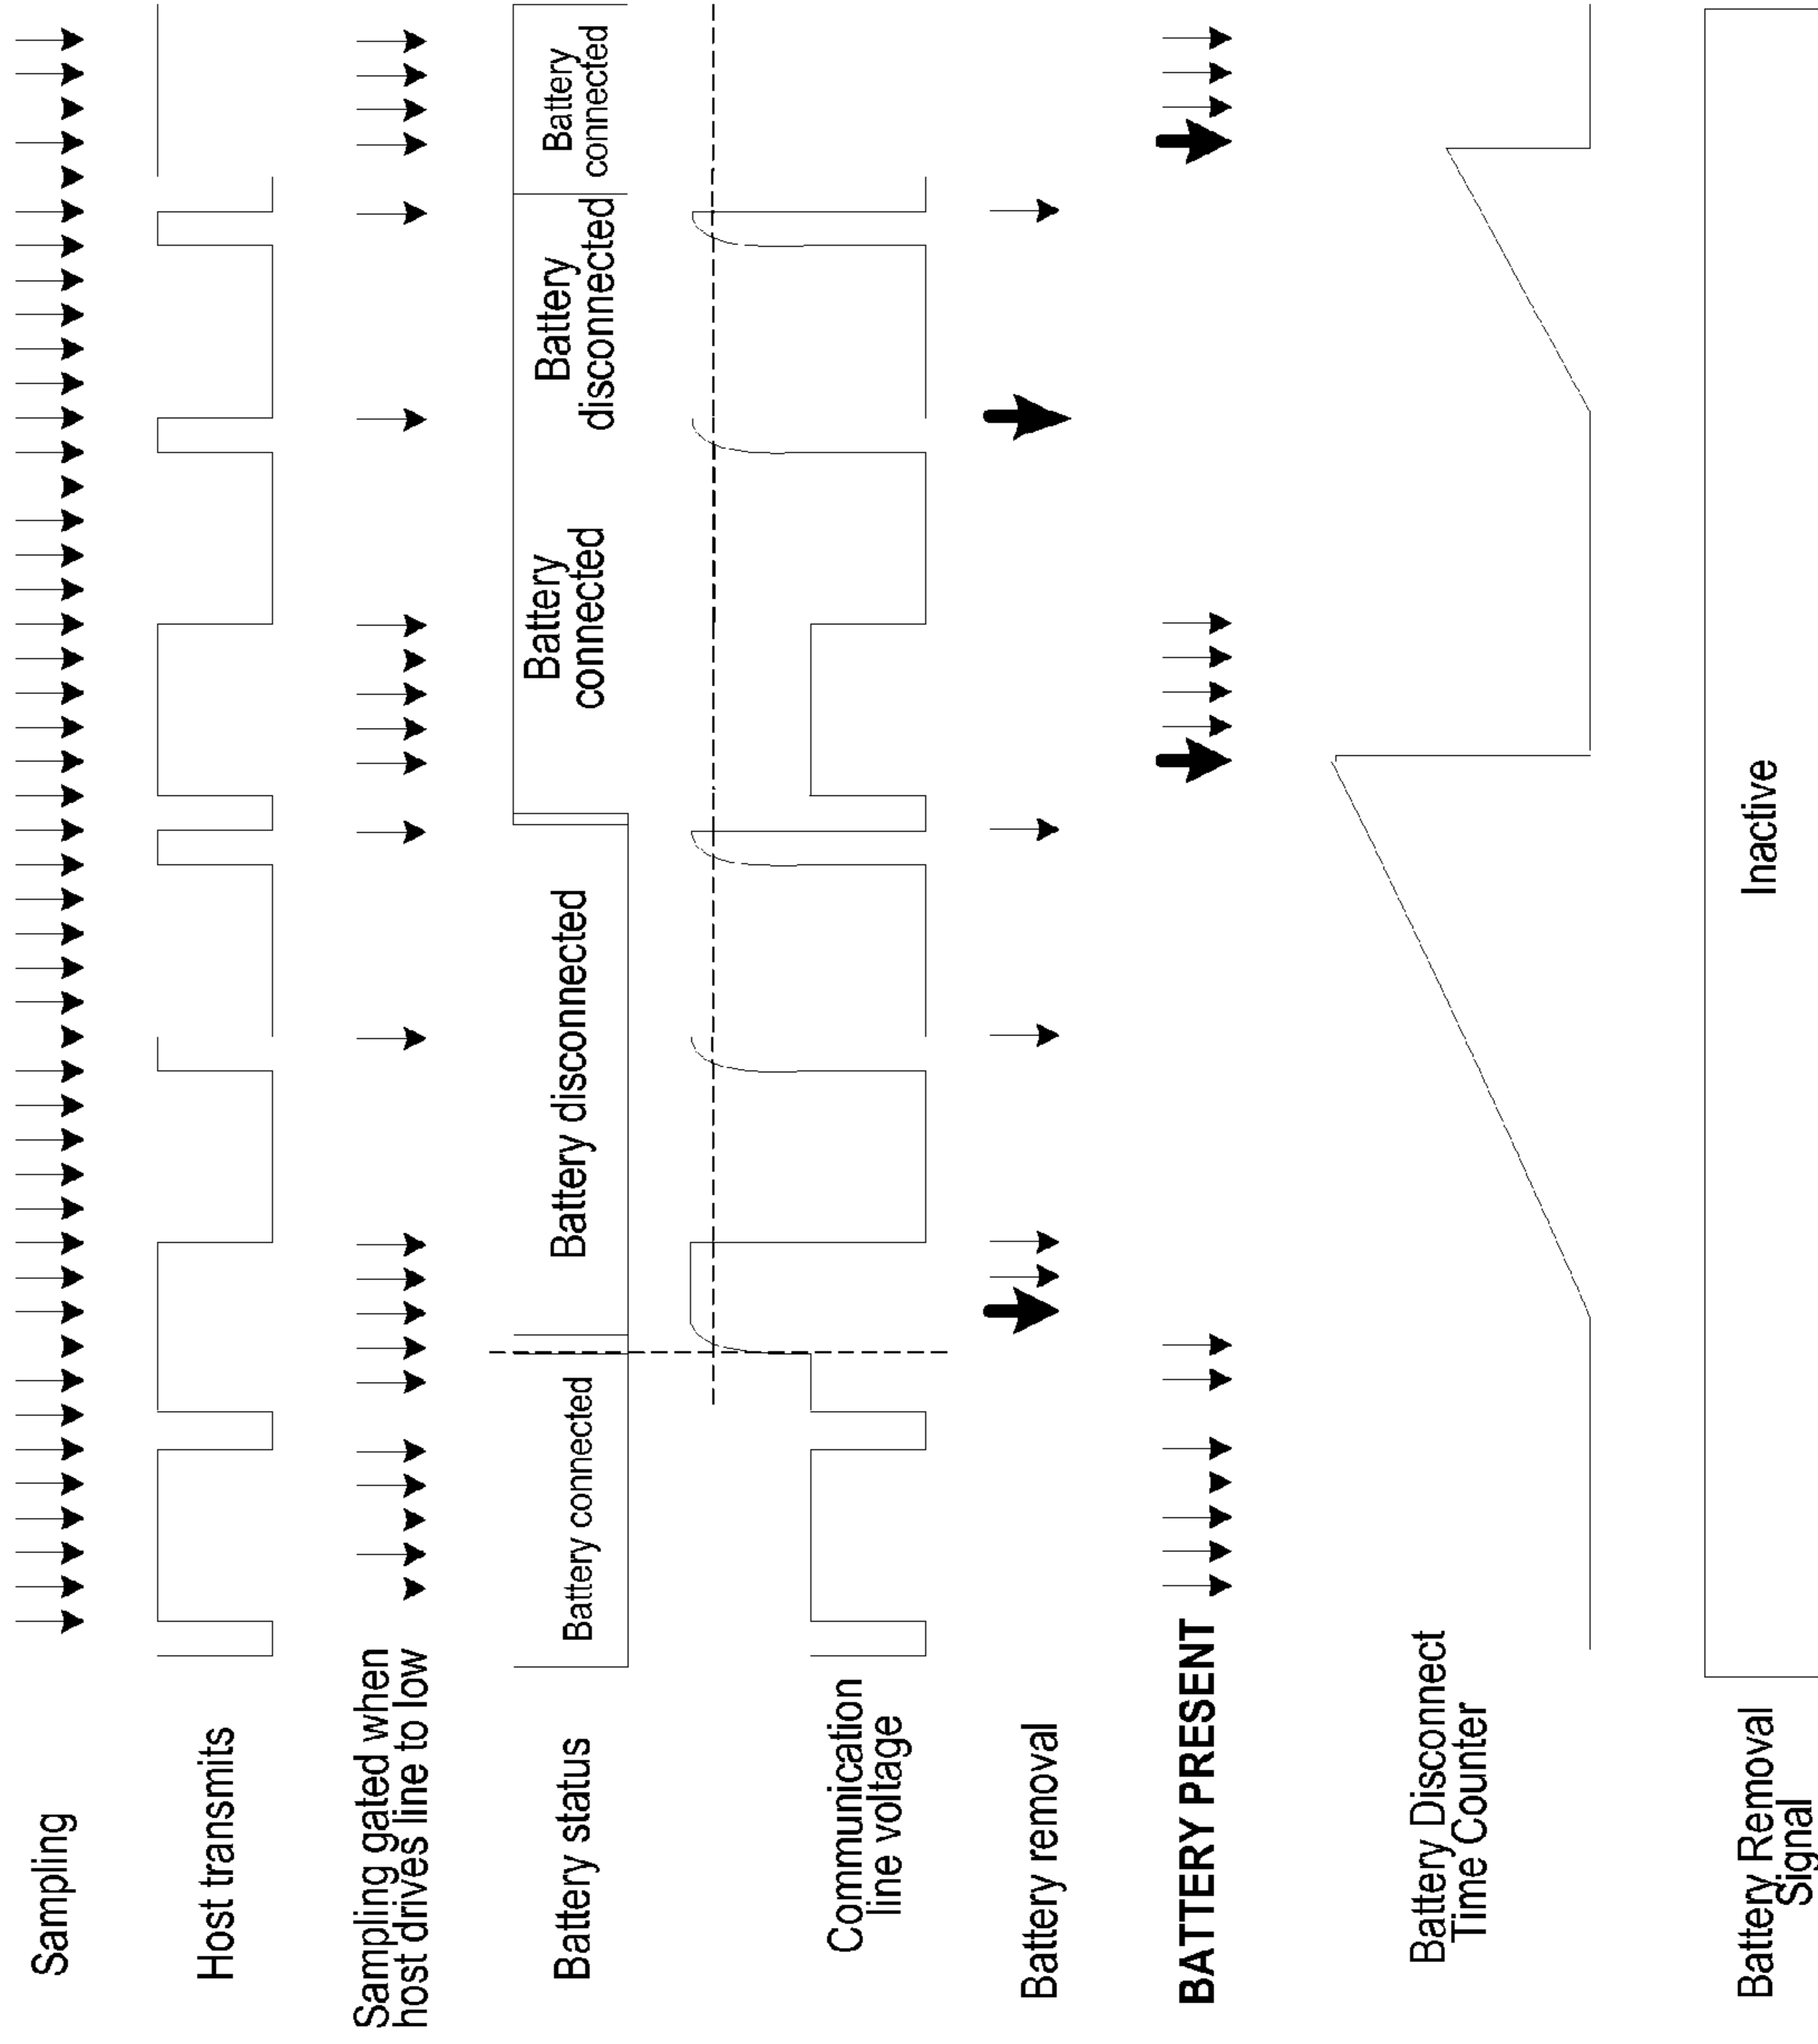 Sampling
Host transmits
Sampling gated when
host drives line to low
Battery status
Battery connected
Battery disconnected
Battery
connected
Battery
disconnected
Battery
connected
Communication
line voltage
Battery removal
BATTERY PRESENT
Battery Disconnect
Time Counter
Battery Removal
Signal
Inactive